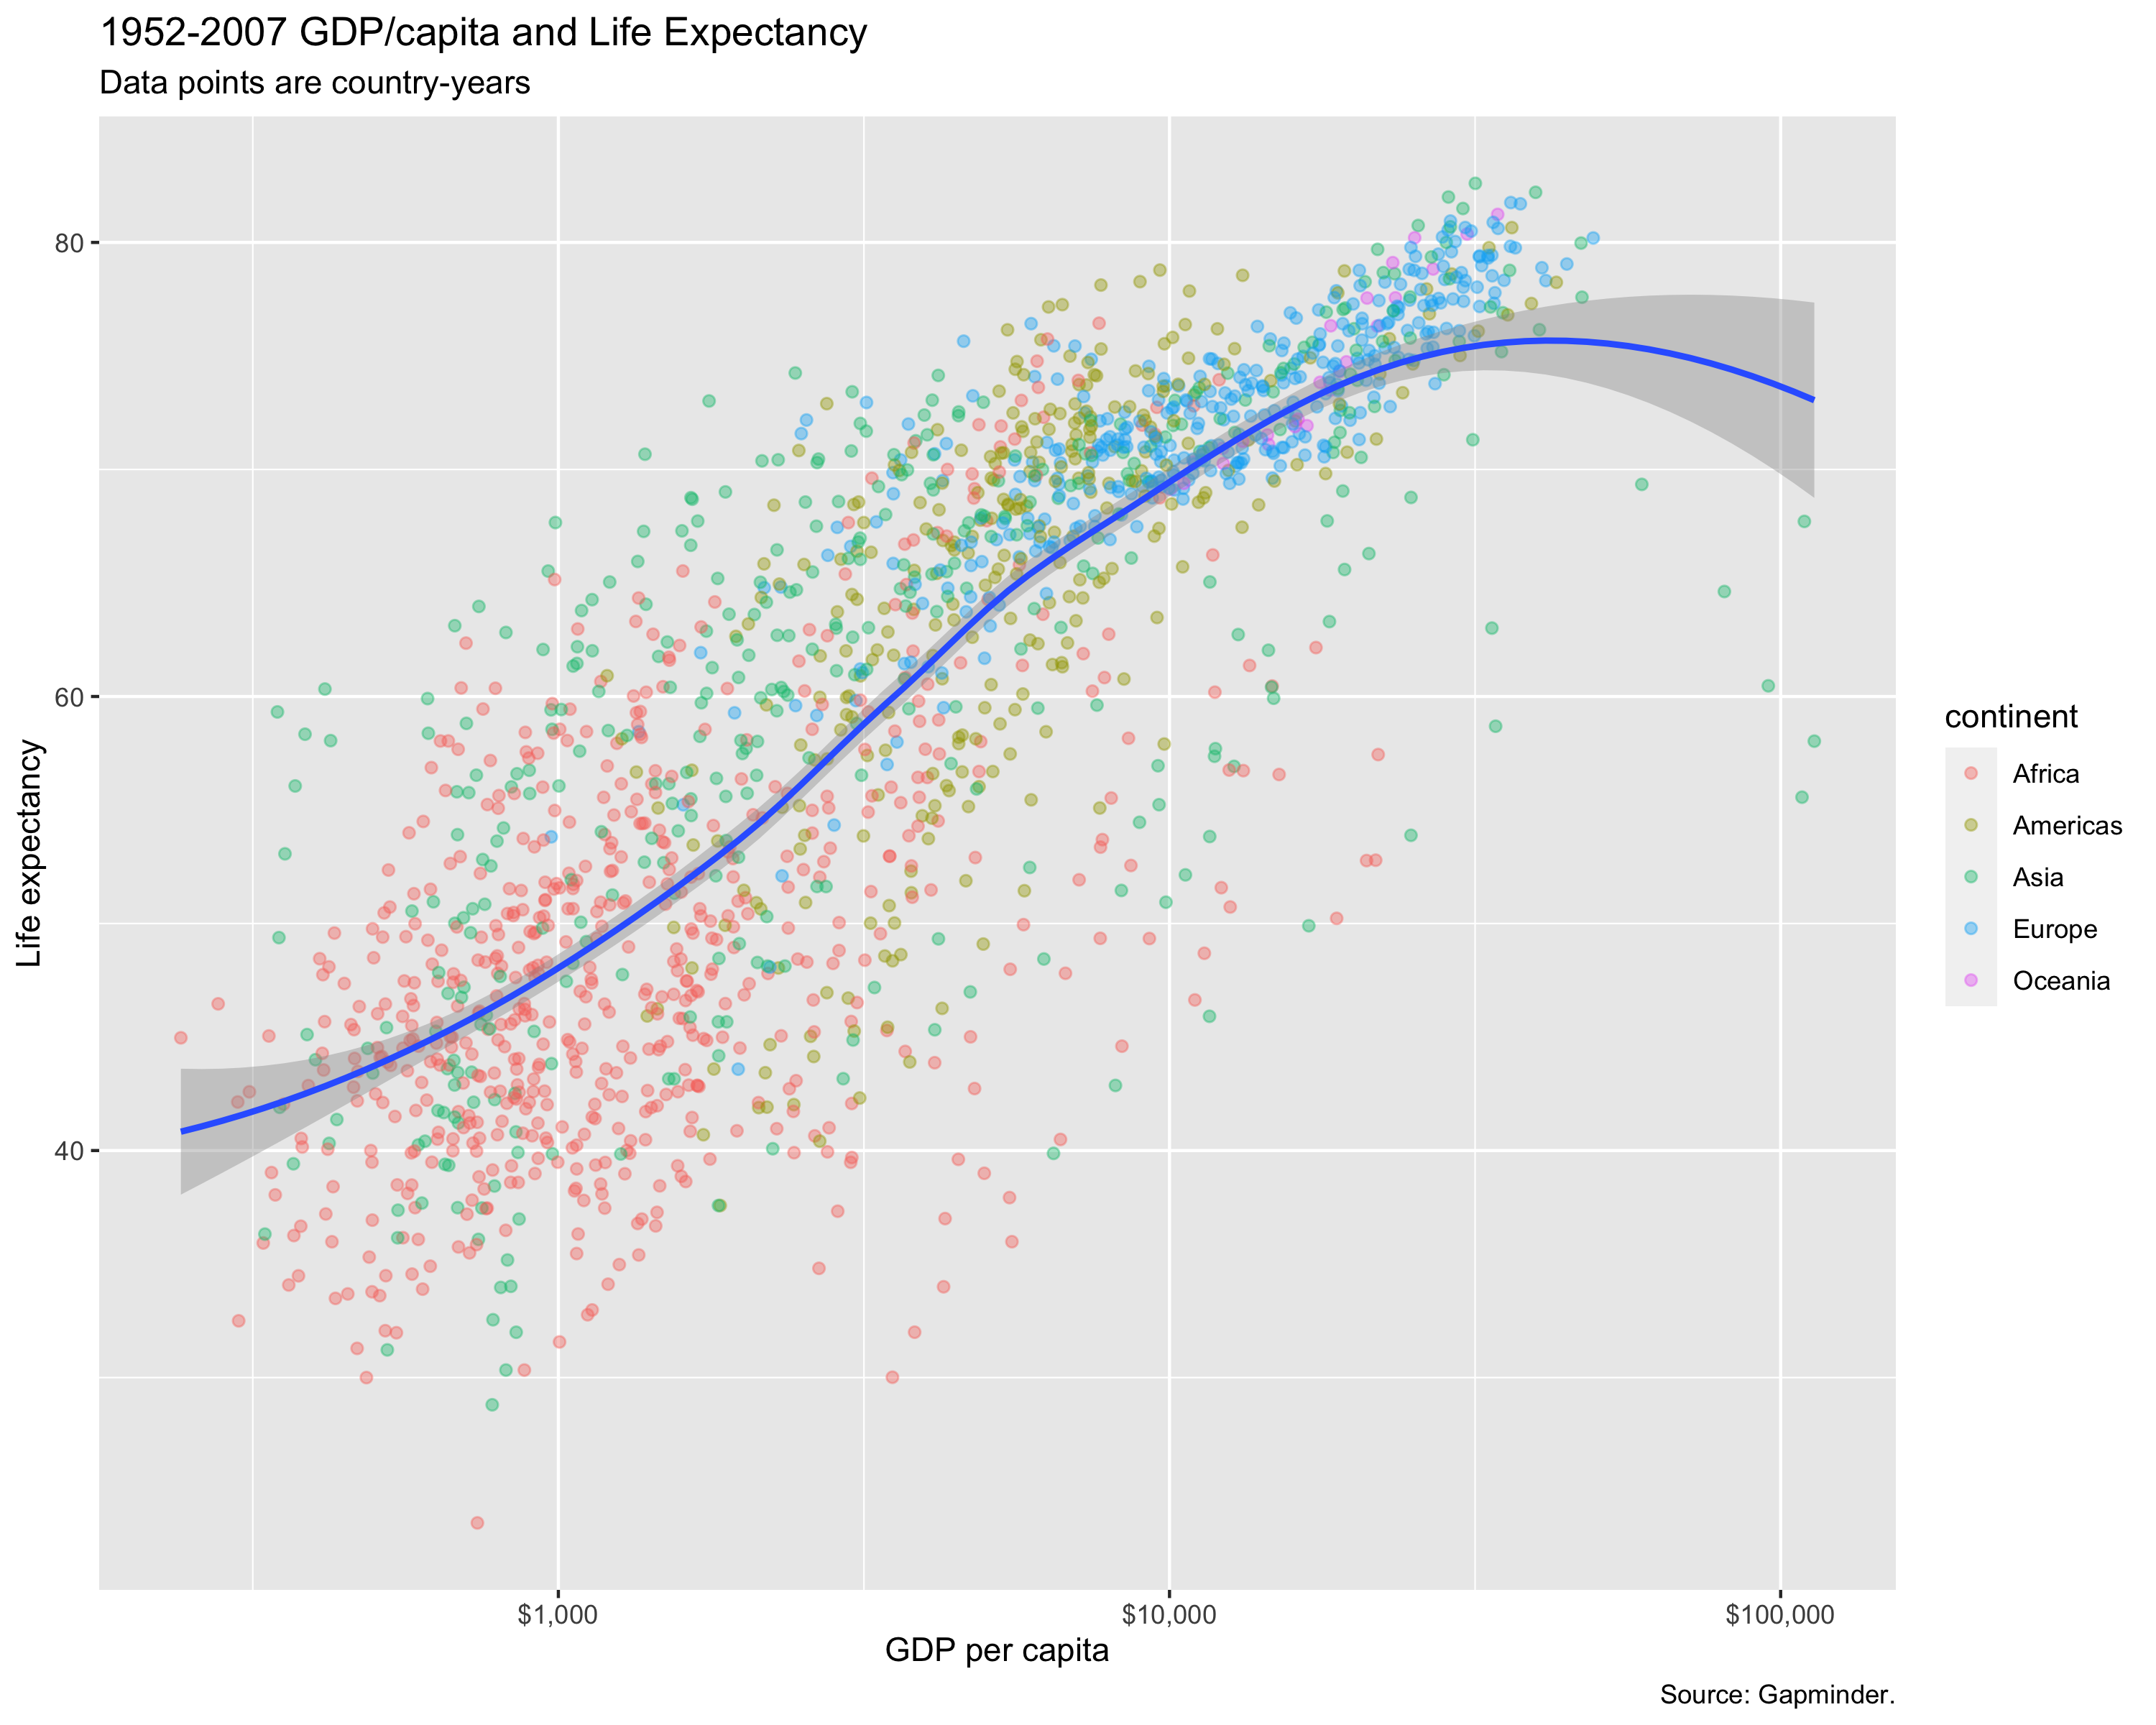 1952-2007 GDP/capita and Life Expectancy
Data points are country-years
80
60
40
Life expectancy
$1,000
$10,000
$100,000
GDP per capita
continent
Africa
Americas
Asia
Europe
Oceania
Source: Gapminder.